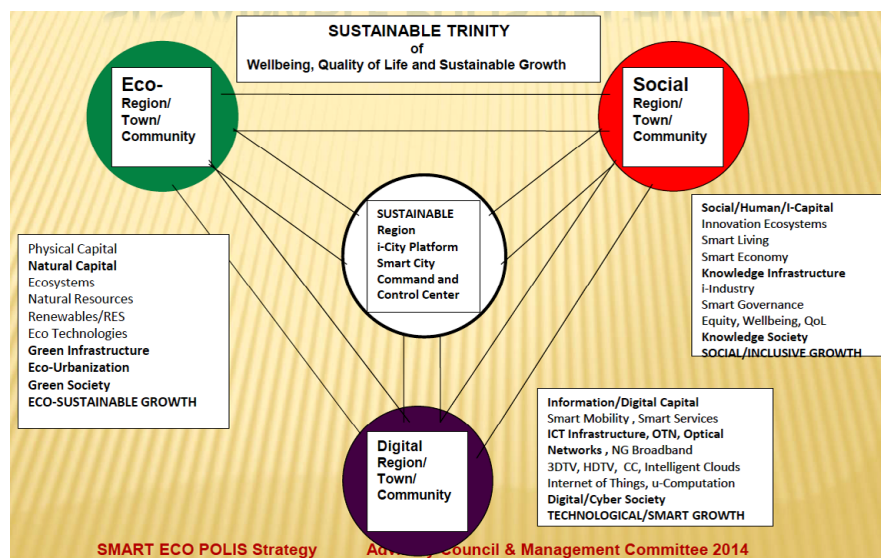 SUSTAINABLE TRINITY
of
Wellbeing, Quality of Life and Sustainable Growth
Eco-
Region/
Town/
Community
Social
Region/
Town/
Community
SUSTAINABLE
Region
i-City Platform
Smart City
Command and
Control Center
Physical Capital
Natural Capital
Ecosystems
Natural Resources
Renewables/RES
Eco Technologies
Green Infrastructure
Eco-Urbanization
Green Society
ECO-SUSTAINABLE GROWTH
Social/Human/I-Capital
Innovation Ecosystems
Smart Living
Smart Economy
Knowledge Infrastructure
i-Industry
Smart Governance
Equity, Wellbeing, QoL
Knowledge Society
SOCIAL/INCLUSIVE GROWTH
Digital
Region/
Town/
Community
Information/Digital Capital
Smart Mobility , Smart Services
ICT Infrastructure, OTN, Optical
Networks , NG Broadband
3DTV, HDTV, CC, Intelligent Clouds
Internet of Things, u-Computation
Digital/Cyber Society
TECHNOLOGICAL/SMART GROWTH
SMART ECO POLIS Strategy
Council & Management Committee 2014